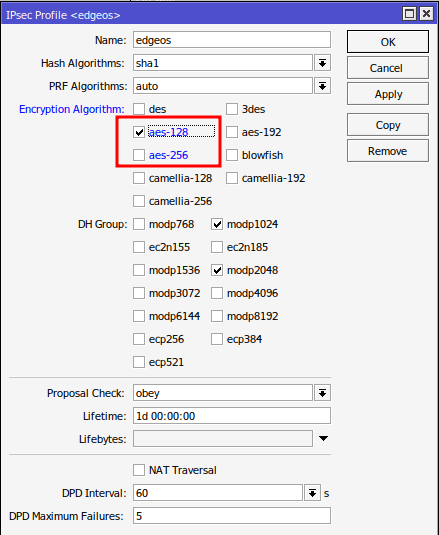 IPsec Profile <edgeos>
Name: edgeos
OK
Hash Algorithms: sha1
Cancel
PRF Algorithms: auto
Apply
Encryption Algorithm: des 3des
aes-128 aes-192
Copy
aes-256 blowfish
Remove
camellia-128 camellia-192
camellia-256
DH Group: modp768 modp1024
ec2n155 ec2n185
modp1536 modp2048
modp3072 modp4096
modp6144 modp8192
ecp256 ecp384
ecp521
Proposal Check: obey
Lifetime: 1d 00:00:00
Lifebytes:
NAT Traversal
DPD Interval: 60 s
DPD Maximum Failures: 5